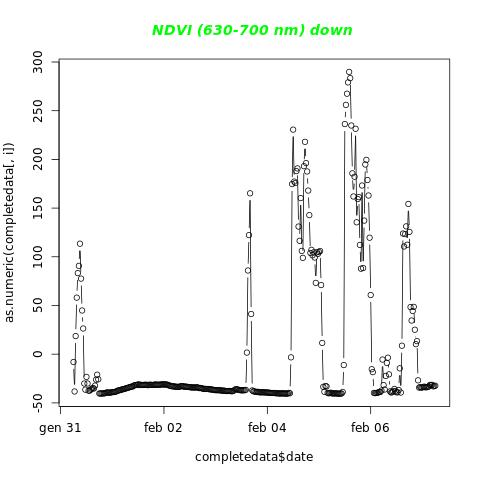 NDVI (630-700 nm) down
300
250
200
150
100
50
0
-50
as.numeric(completedata[, i])
gen 31
feb 02
feb 04
feb 06
completedata$date